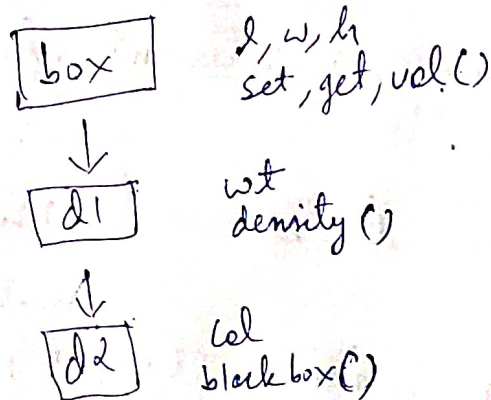 box
l, w, h
set, get, vol()
d1
wt
density()
d2
col
blackbox()